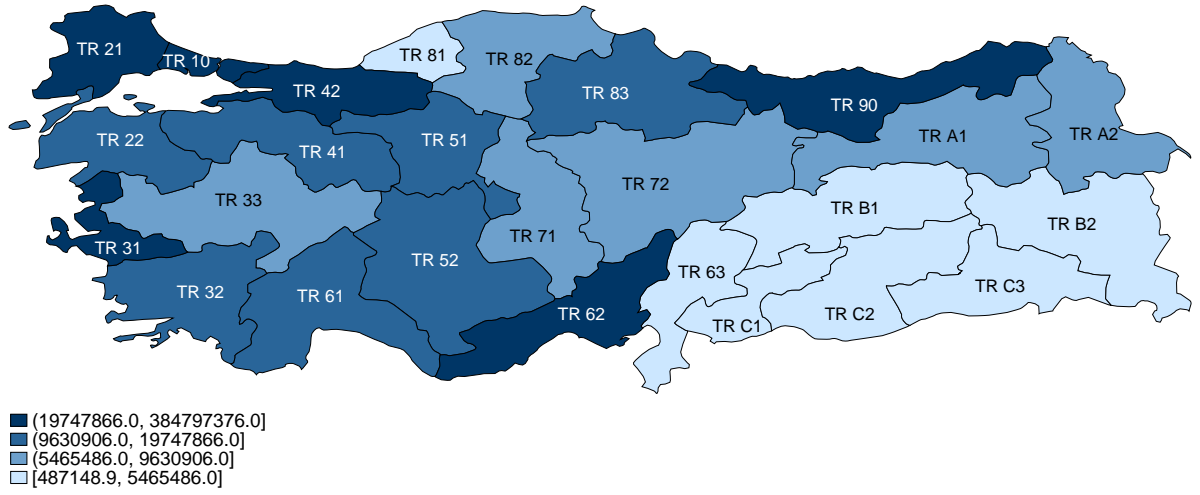 TR 21
TR 10
TR 42
TR 81
TR 82
TR 83
TR 90
TR A1
TR A2
TR 22
TR 41
TR 51
TR 33
TR 72
TR B1
TR B2
TR 31
TR 71
TR 52
TR 63
TR 32
TR 61
TR 62
TR C1
TR C2
TR C3
(19747866.0, 384797376.0]
(9630906.0, 19747866.0]
(5465486.0, 9630906.0]
[487148.9, 5465486.0]